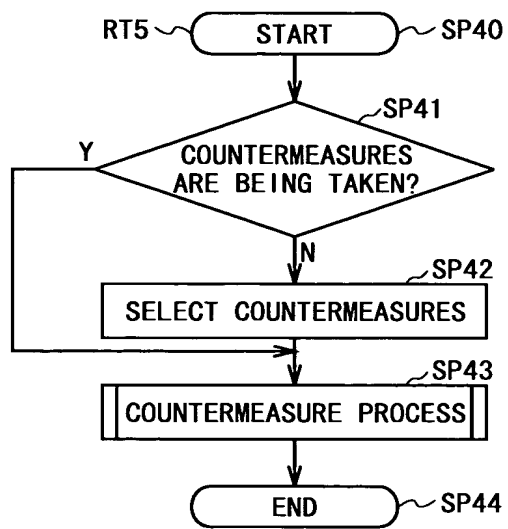 RT5 START SP40
SP41
Y
COUNTERMEASURES
ARE BEING TAKEN?
N
SP42
SELECT COUNTERMEASURES
SP43
COUNTERMEASURE PROCESS
END SP44